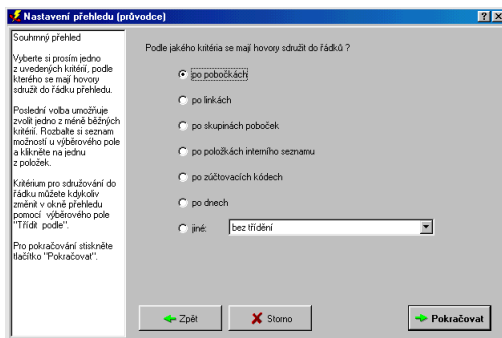 Nastavení přehledu (průvodce)
Souhrnný přehled
Vyberte si prosím jedno
z uvedených kritérií, podle
kterého se mají hovory
sdružit do řádku přehledu.
Poslední volba umožňuje
zvolit jedno z méně běžných
kritérií. Rozbalte si seznam
možností u výběrového pole
a klikněte na jednu
z položek.
Kritérium pro sdružování do
řádku můžete kdykoliv
změnit v okně přehledu
pomocí výběrového pole
"Třídit podle".
Pro pokračování stiskněte
tlačítko "Pokračovat".
Podle jakého kritéria se mají hovory sdružit do řádků ?
po pobočkách
po linkách
po skupinách poboček
po položkách interního seznamu
po zúčtovacích kódech
po dnech
jiné: bez třídění
Zpět Storno Pokračovat